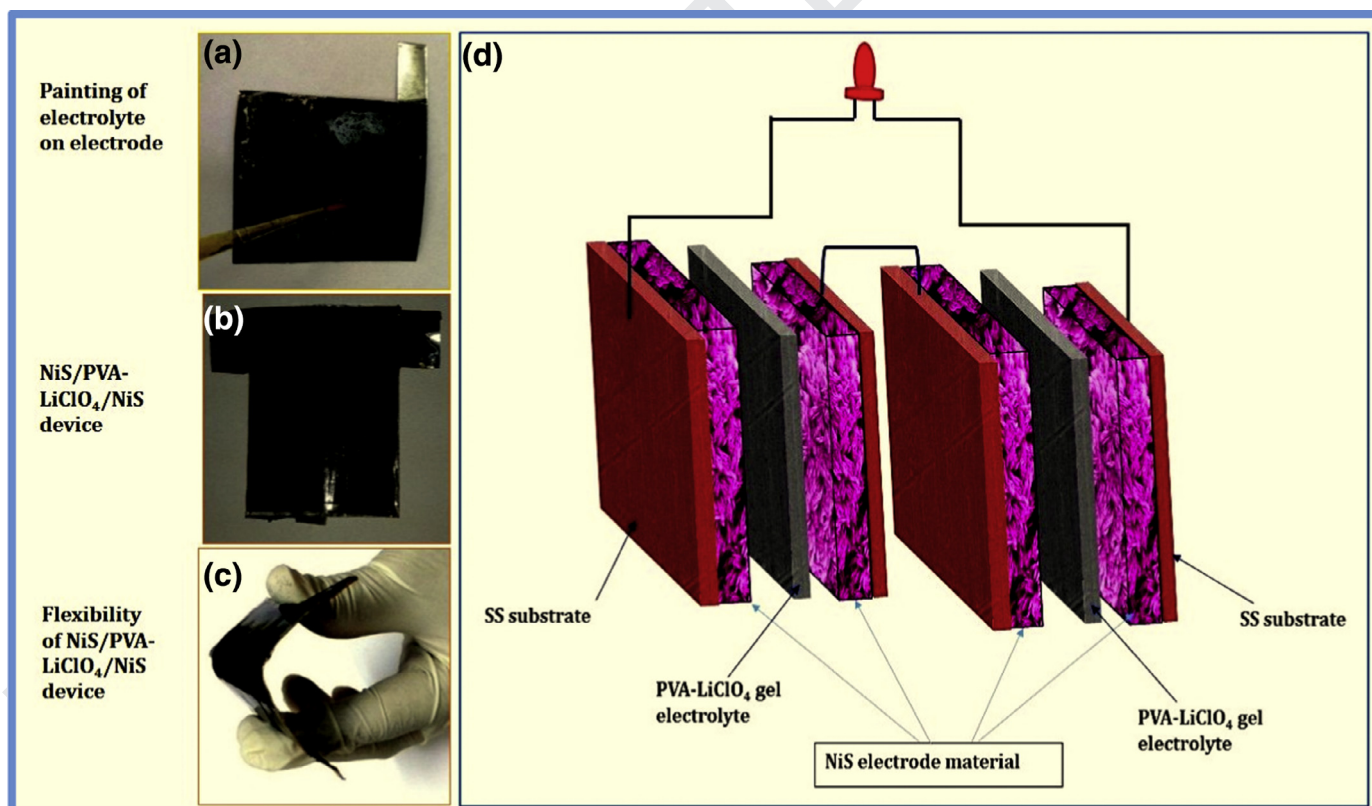 (a)
Painting of
electrolyte
on electrode
(b)
NiS/PVA-
LiClO₄/NiS
device
(c)
Flexibility
of NiS/PVA-
LiClO₄/NiS
device
(d)
SS substrate
SS substrate
PVA-LiClO₄ gel
electrolyte
PVA-LiClO₄ gel
electrolyte
NiS electrode material